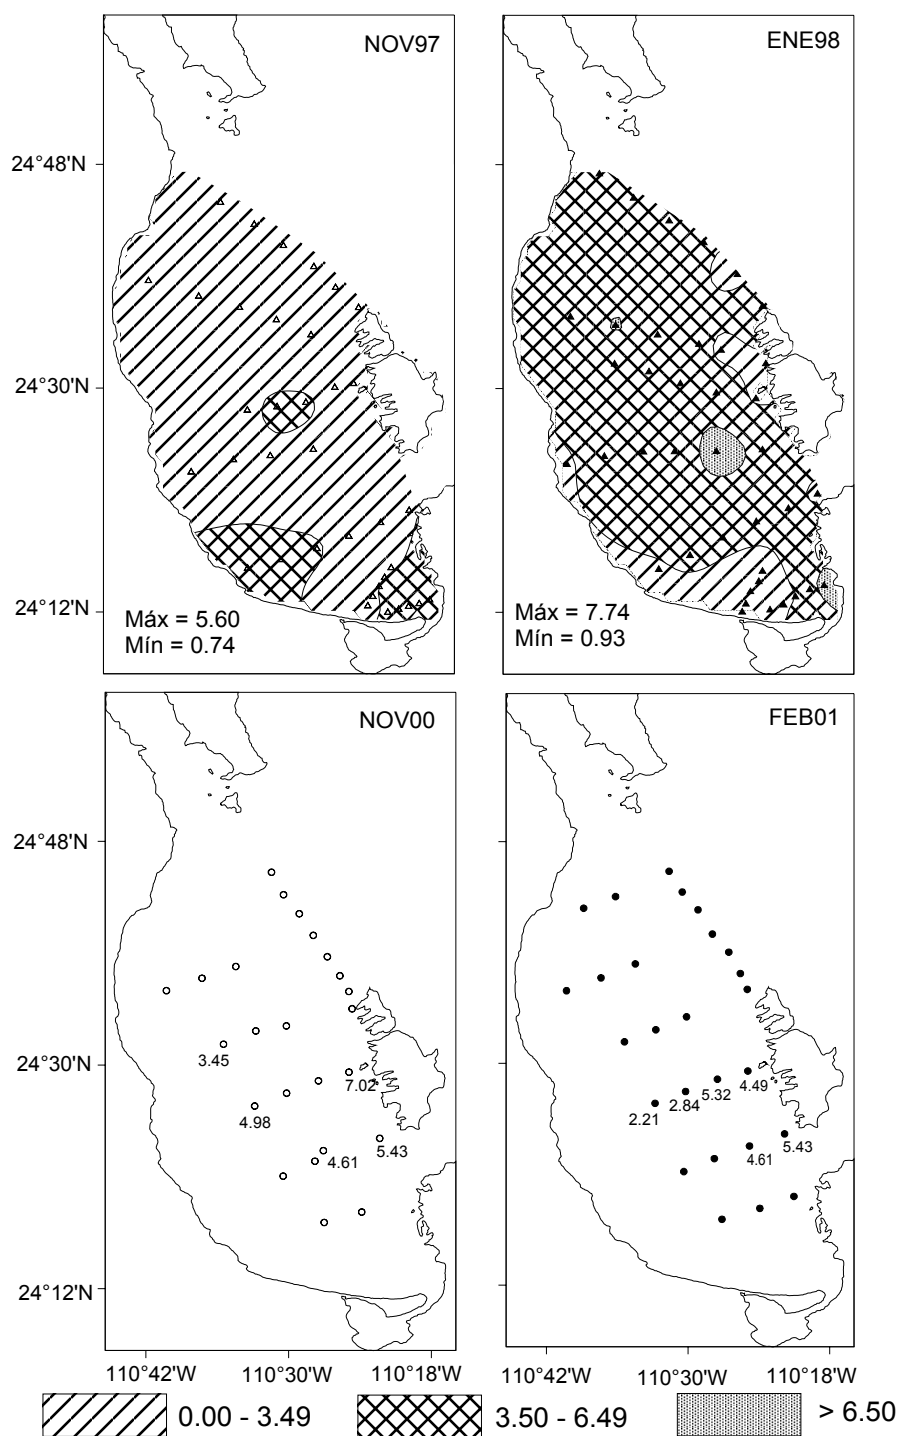 NOV97
ENE98
24°48'N
24°30'N
24°12'N
Máx = 5.60
Mín = 0.74
Máx = 7.74
Mín = 0.93
NOV00
FEB01
24°48'N
3.45
24°30'N
7.02
4.98
5.43
4.61
4.49
5.32
2.84
2.21
5.43
4.61
24°12'N
110°42'W
110°30'W
110°18'W
110°42'W
110°30'W
110°18'W
0.00 - 3.49
3.50 - 6.49
> 6.50